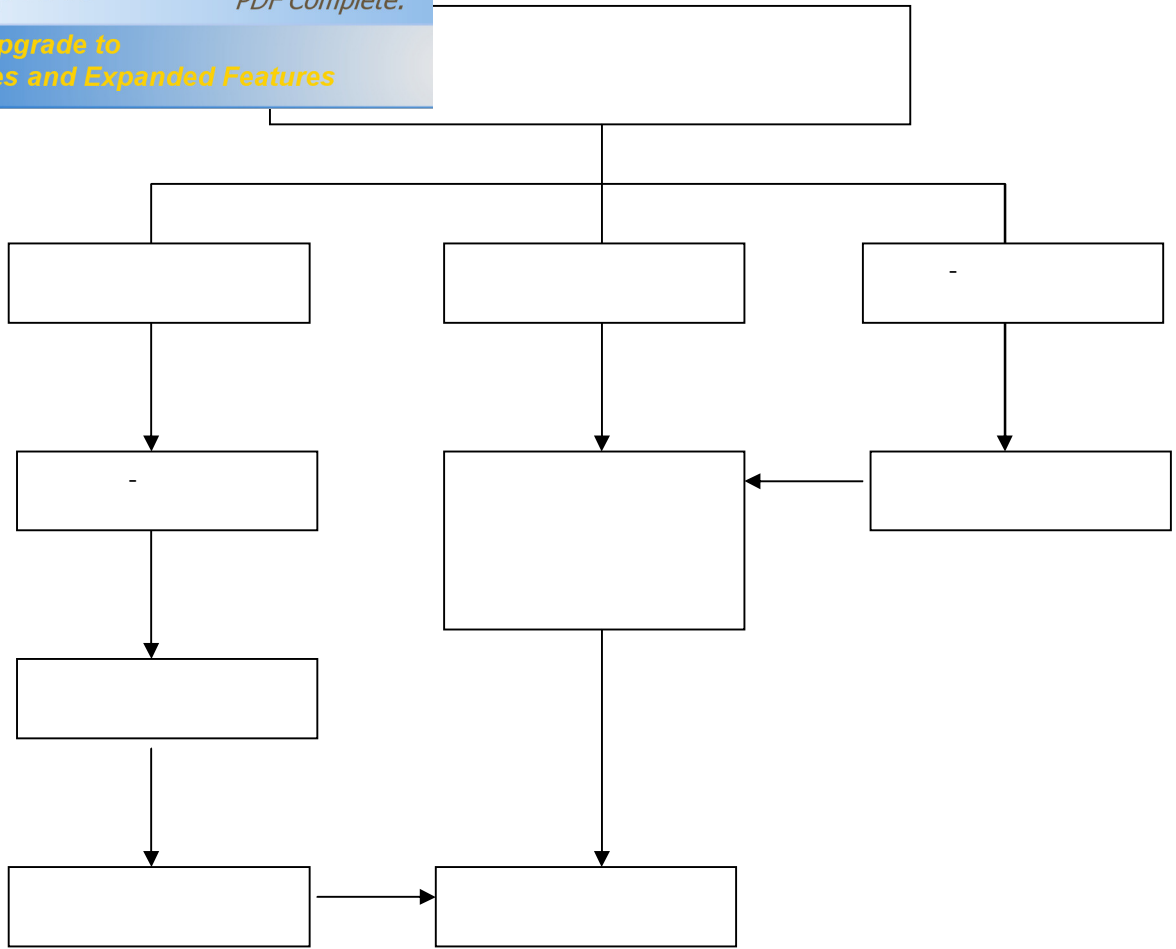 PDF Complete.
pgrade to
es and Expanded Features
-
-